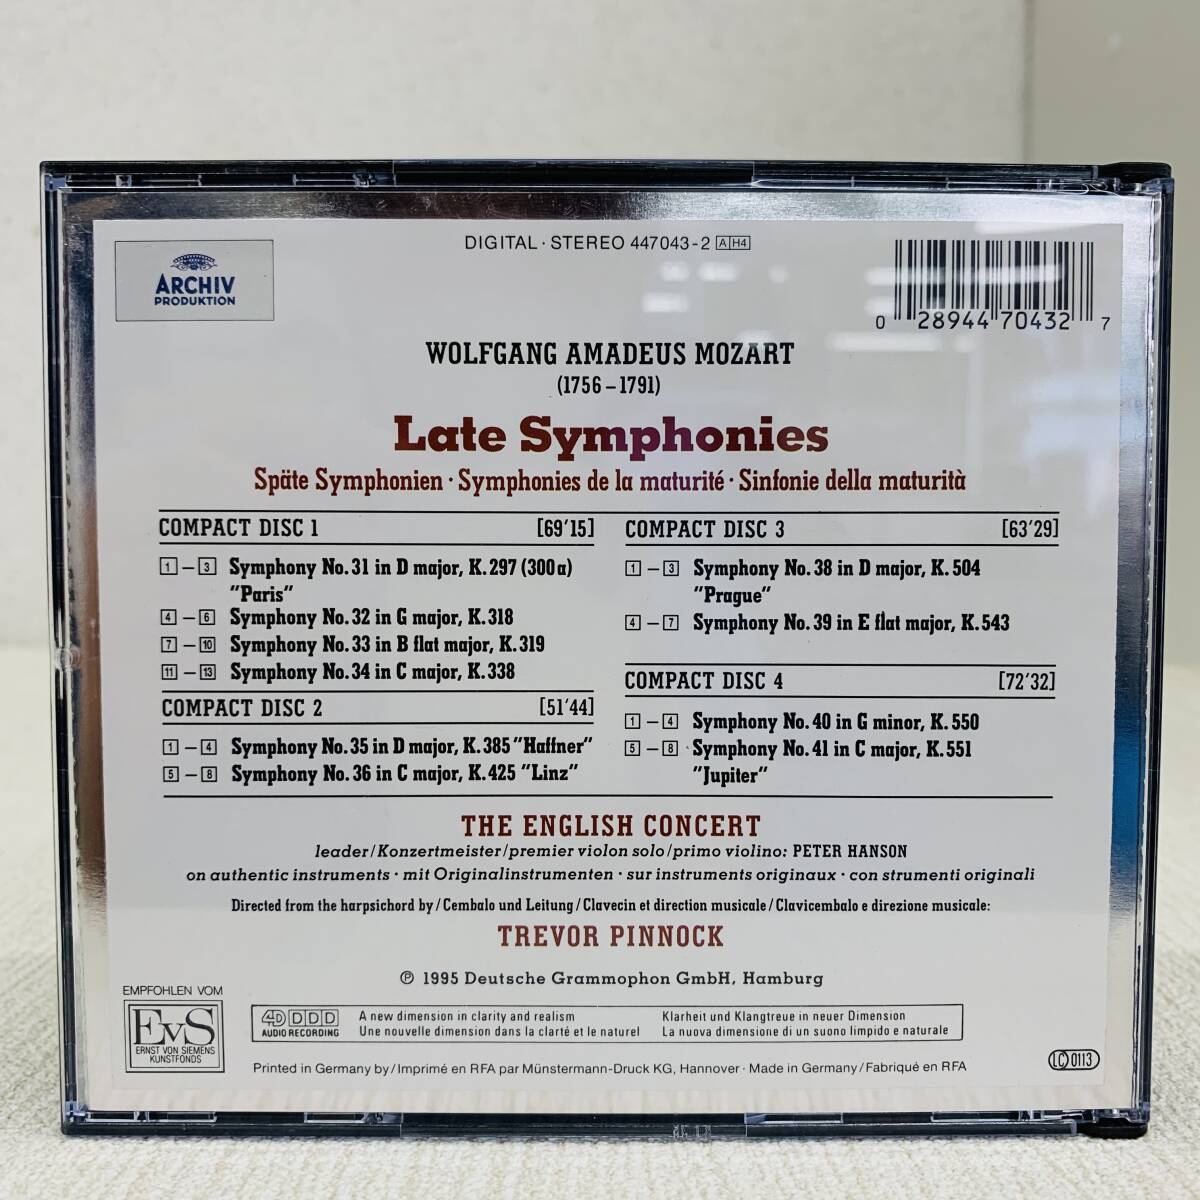 DIGITAL · STEREO 447043-2 A H4
ARCHIV
PRODUKTION
0 28944 70432 7
WOLFGANG AMADEUS MOZART
(1756–1791)
Late Symphonies
Späte Symphonien · Symphonies de la maturité · Sinfonie della maturità
COMPACT DISC 1 [69'15]
1 – 3 Symphony No. 31 in D major, K. 297 (300a)
"Paris"
4 – 6 Symphony No. 32 in G major, K. 318
7 – 10 Symphony No. 33 in B flat major, K. 319
11 – 13 Symphony No. 34 in C major, K. 338
COMPACT DISC 2 [51'44]
1 – 4 Symphony No. 35 in D major, K. 385 "Haffner"
5 – 8 Symphony No. 36 in C major, K. 425 "Linz"
COMPACT DISC 3 [63'29]
1 – 3 Symphony No. 38 in D major, K. 504
"Prague"
4 – 7 Symphony No. 39 in E flat major, K. 543
COMPACT DISC 4 [72'32]
1 – 4 Symphony No. 40 in G minor, K. 550
5 – 8 Symphony No. 41 in C major, K. 551
"Jupiter"
THE ENGLISH CONCERT
leader/Konzertmeister/premier violon solo/primo violino: PETER HANSON
on authentic instruments · mit Originalinstrumenten · sur instruments originaux · con strumenti originali
Directed from the harpsichord by/Cembalo und Leitung/Clavecin et direction musicale/Clavicembalo e direzione musicale:
TREVOR PINNOCK
℗ 1995 Deutsche Grammophon GmbH, Hamburg
EMPFOHLEN VOM
EvS
ERNST VON SIEMENS
KUNSTFONDS
4D DDD
AUDIO RECORDING
A new dimension in clarity and realism
Une nouvelle dimension dans la clarté et le naturel
Klarheit und Klangtreue in neuer Dimension
La nuova dimensione di un suono limpido e naturale
Printed in Germany by/Imprimé en RFA par Münstermann-Druck KG, Hannover · Made in Germany/Fabriqué en RFA
LC 0113